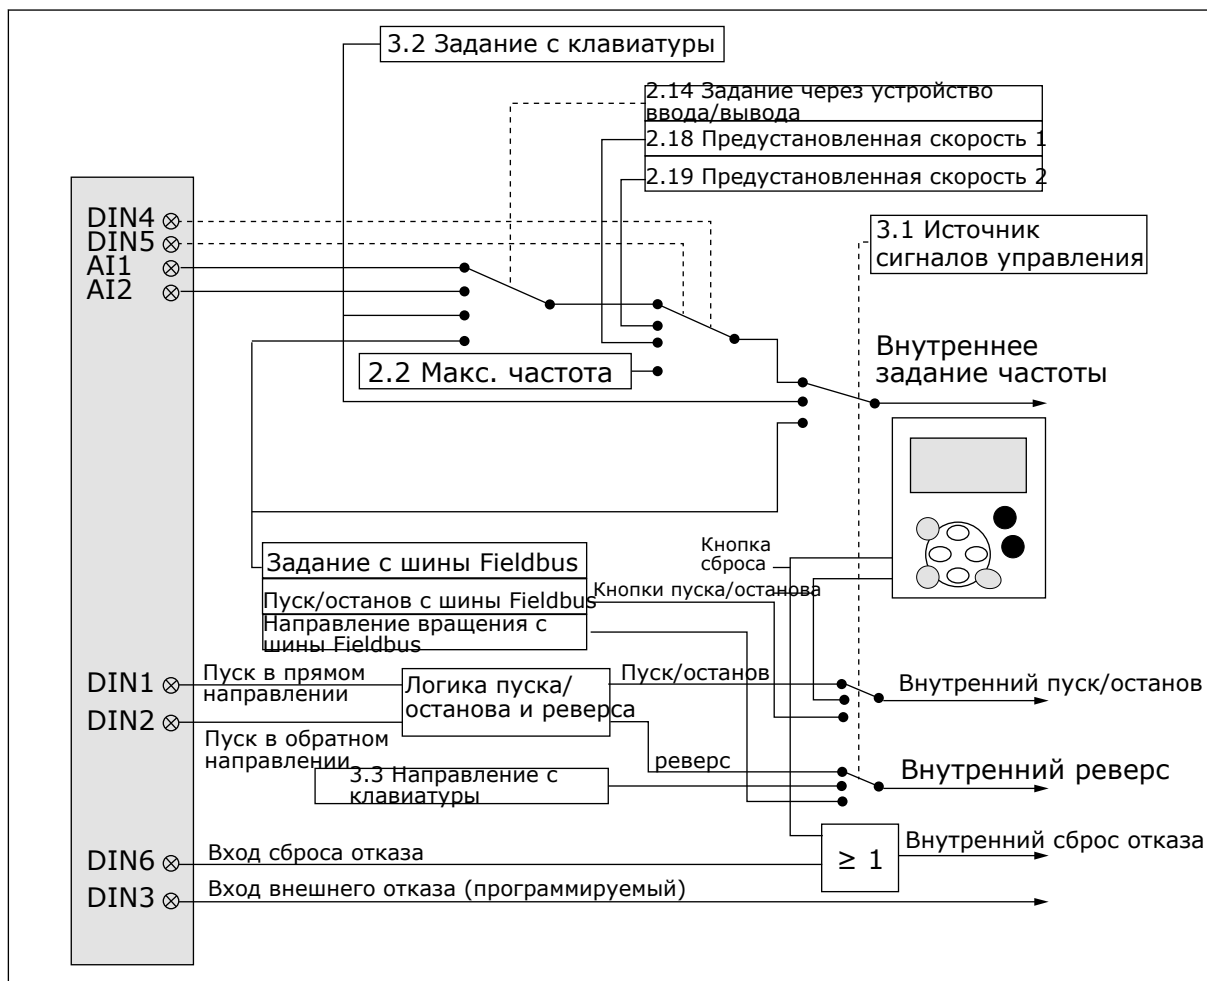 3.2 Задание с клавиатуры
2.14 Задание через устройство
ввода/вывода
2.18 Предустановленная скорость 1
2.19 Предустановленная скорость 2
DIN4
DIN5
AI1
AI2
3.1 Источник
сигналов управления
2.2 Макс. частота
Внутреннее
задание частоты
Кнопка
сброса
Задание с шины Fieldbus
Пуск/останов с шины Fieldbus
Кнопки пуска/останова
Направление вращения с
шины Fieldbus
DIN1
Пуск в прямом
направлении
Логика пуска/
останова и реверса
Пуск/останов
Внутренний пуск/останов
DIN2
Пуск в обратном
направлении
реверс
Внутренний реверс
3.3 Направление с
клавиатуры
DIN6
Вход сброса отказа
≥ 1
Внутренний сброс отказа
DIN3
Вход внешнего отказа (программируемый)